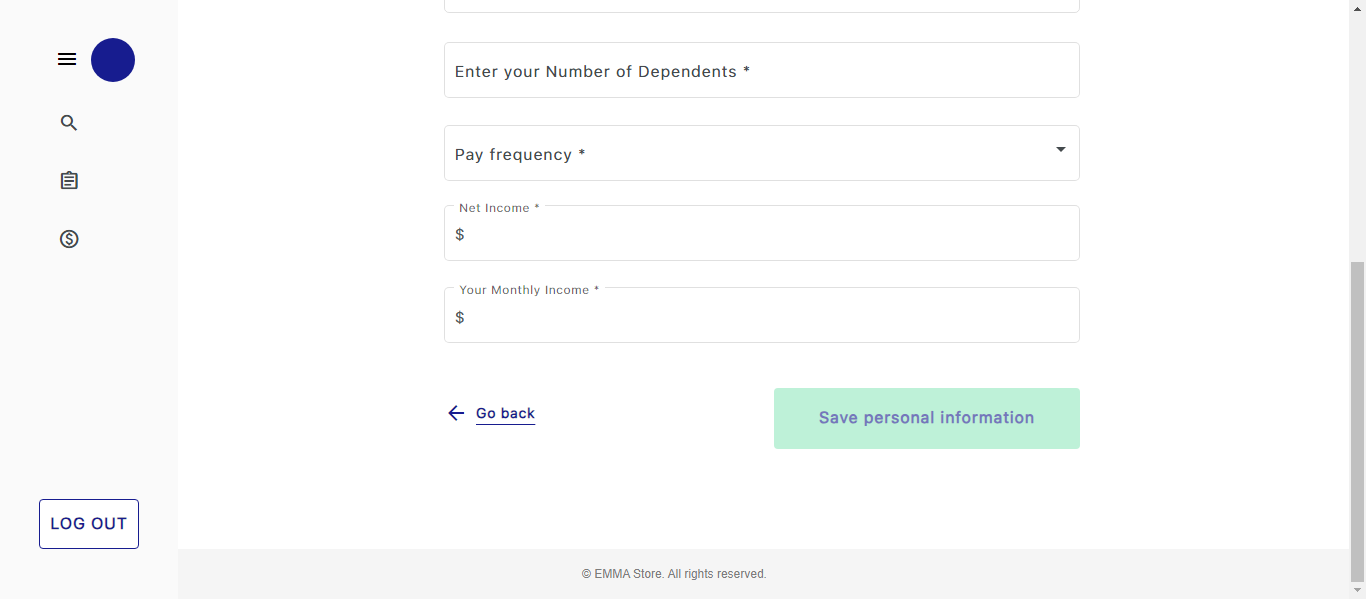 Enter your Number of Dependents *
Pay frequency *
Net Income *
$
Your Monthly Income *
$
Go back
Save personal information
LOG OUT
© EMMA Store. All rights reserved.